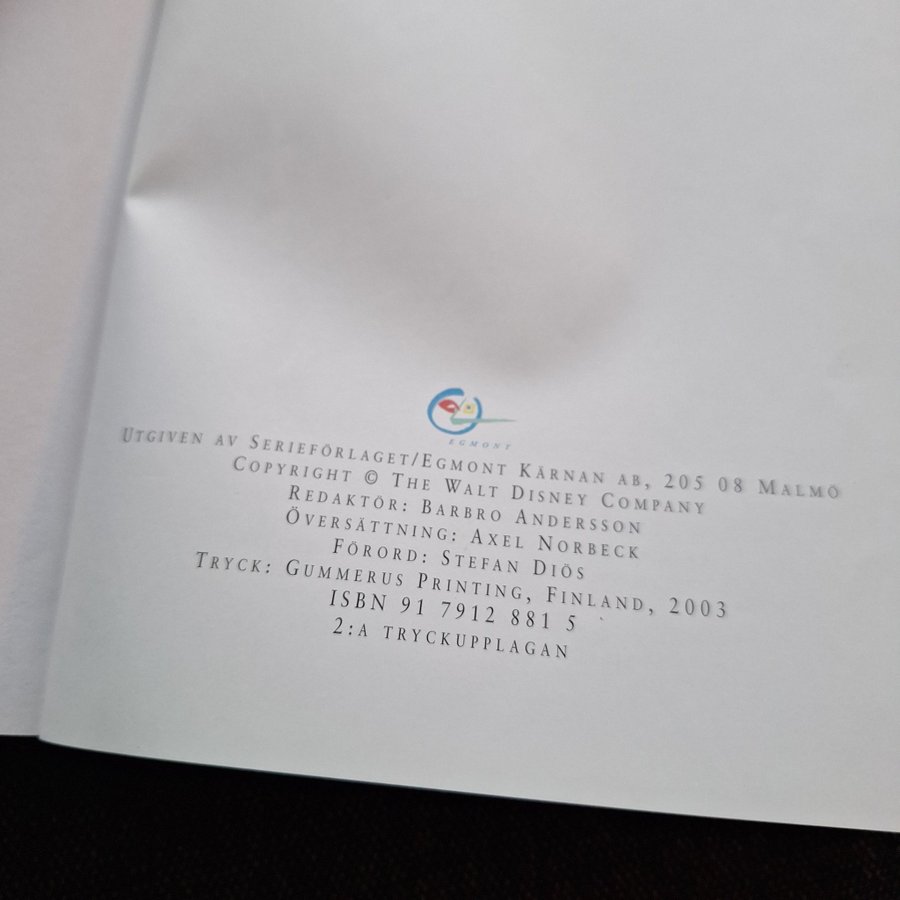 EGMONT
UTGIVEN AV SERIEFÖRLAGET/EGMONT KÄRNAN AB, 205 08 MALMÖ
COPYRIGHT © THE WALT DISNEY COMPANY
REDAKTÖR: BARBRO ANDERSSON
ÖVERSÄTTNING: AXEL NORBECK
FÖRORD: STEFAN DIÖS
TRYCK: GUMMERUS PRINTING, FINLAND, 2003
ISBN 91 7912 881 5
2:A TRYCKUPPLAGAN